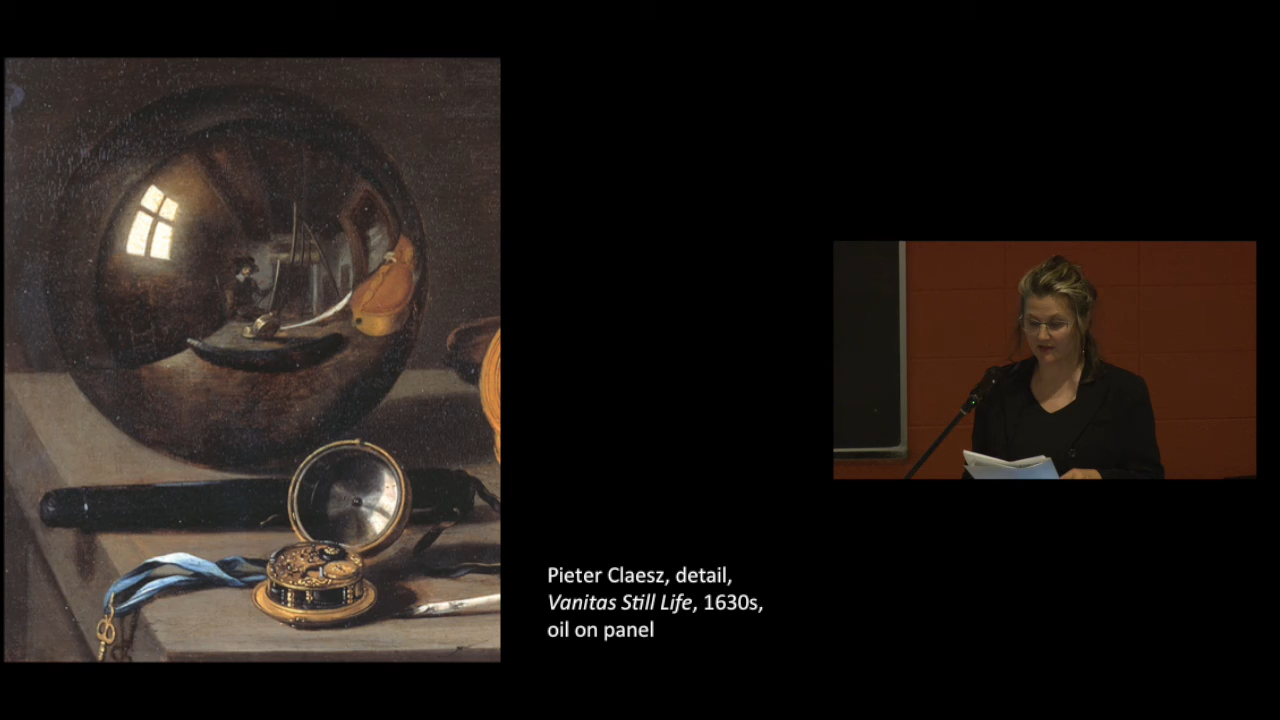 Pieter Claesz, detail,
Vanitas Still Life, 1630s,
oil on panel